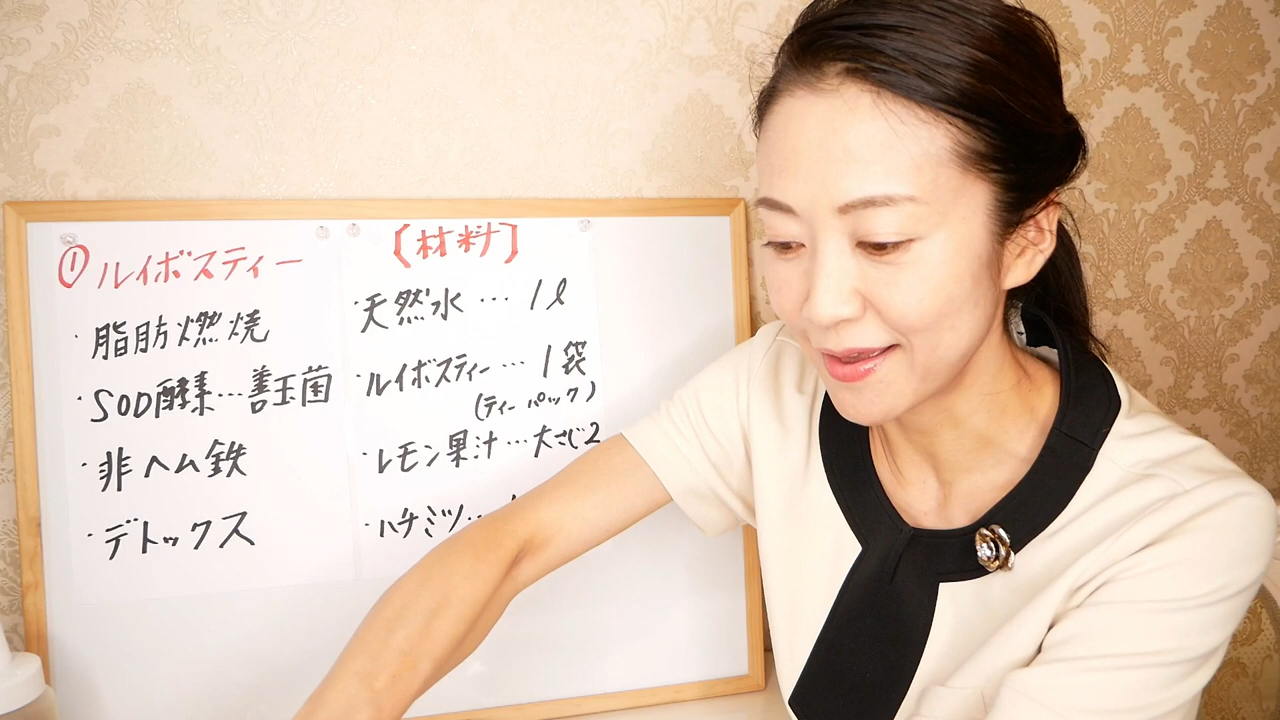 ① ルイボスティー
・脂肪燃焼
・SOD酵素…善玉菌
・非ヘム鉄
・デトックス
【材料】
・天然水…1ℓ
・ルイボスティー…1袋
(ティーパック)
・レモン果汁…大さじ2
・ハチミツ…